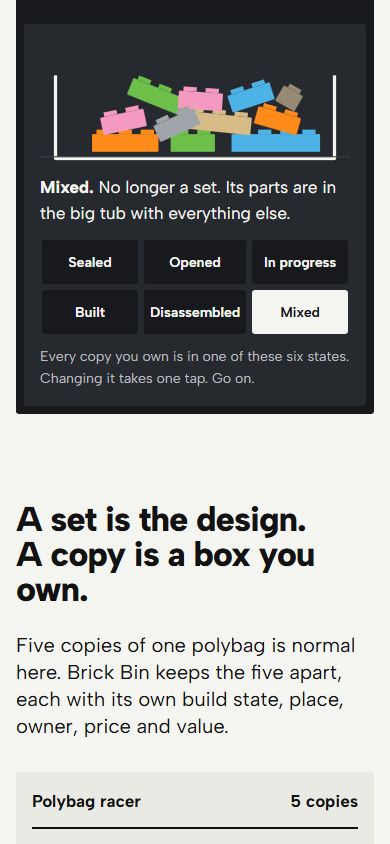 Mixed. No longer a set. Its parts are in
the big tub with everything else.
Sealed
Opened
In progress
Built
Disassembled
Mixed
Every copy you own is in one of these six states.
Changing it takes one tap. Go on.
A set is the design.
A copy is a box you
own.
Five copies of one polybag is normal
here. Brick Bin keeps the five apart,
each with its own build state, place,
owner, price and value.
Polybag racer
5 copies